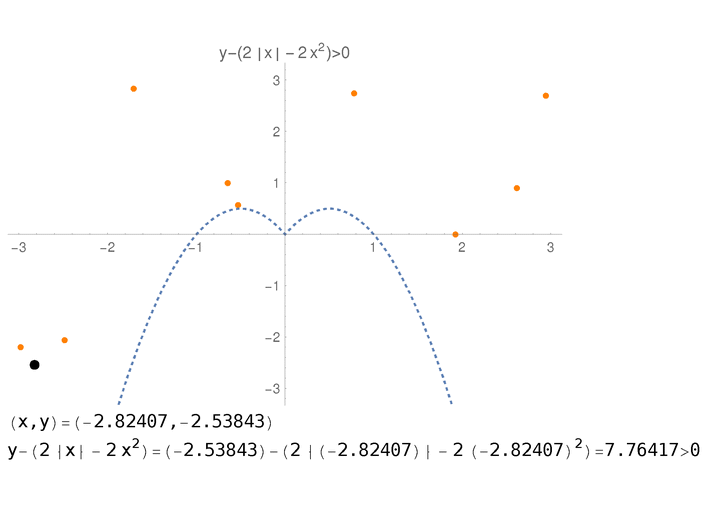 y−(2 |x| − 2 x²)>0
3
2
1
−3 −2 −1 1 2 3
−1
−2
−3
(x,y)=(−2.82407,−2.53843)
y−(2 |x| − 2 x²)=(−2.53843)−(2 |(−2.82407)| − 2 (−2.82407)²)=7.76417>0